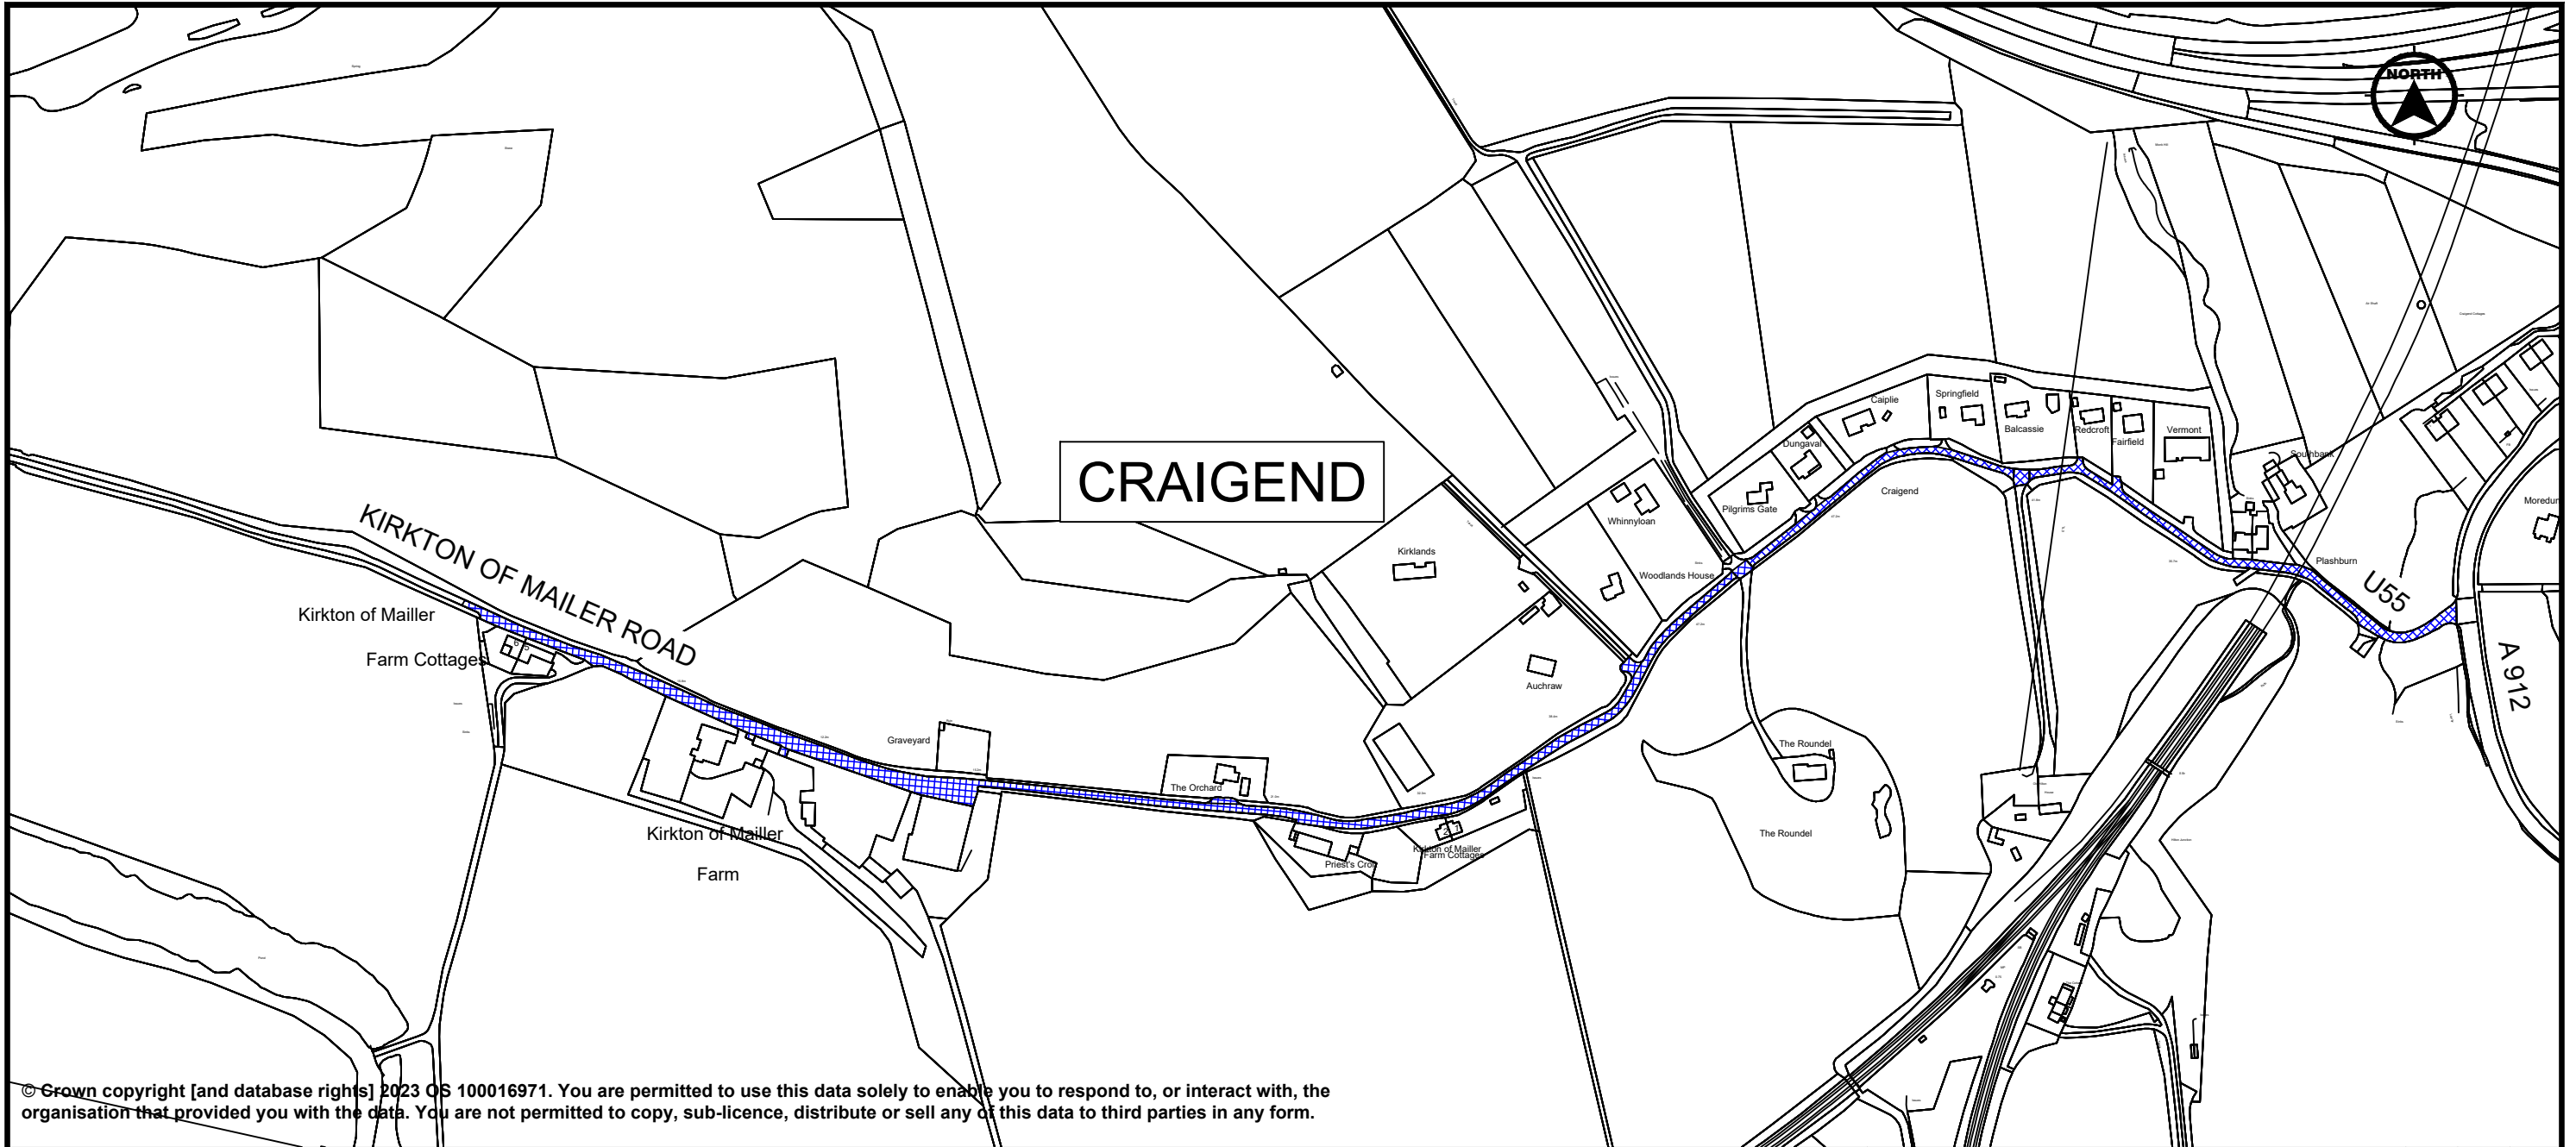 NORTH
CRAIGEND
Caiplie
Springfield
Balcassie
Redcroft
Fairfield
Vermont
Dungaval
Southbank
Pilgrims Gate
Craigend
Moredun
Whinnyloan
Kirklands
Woodlands House
Plashburn
U55
A 912
KIRKTON OF MAILER ROAD
Kirkton of Mailler
Farm Cottages
6
5
Auchraw
Graveyard
The Roundel
The Orchard
The Roundel
Kirkton of Mailler
Farm
2
1
Kirkton of Mailler
Farm Cottages
Priest's Croft
© Crown copyright [and database rights] 2023 OS 100016971. You are permitted to use this data solely to enable you to respond to, or interact with, the
organisation that provided you with the data. You are not permitted to copy, sub-licence, distribute or sell any of this data to third parties in any form.